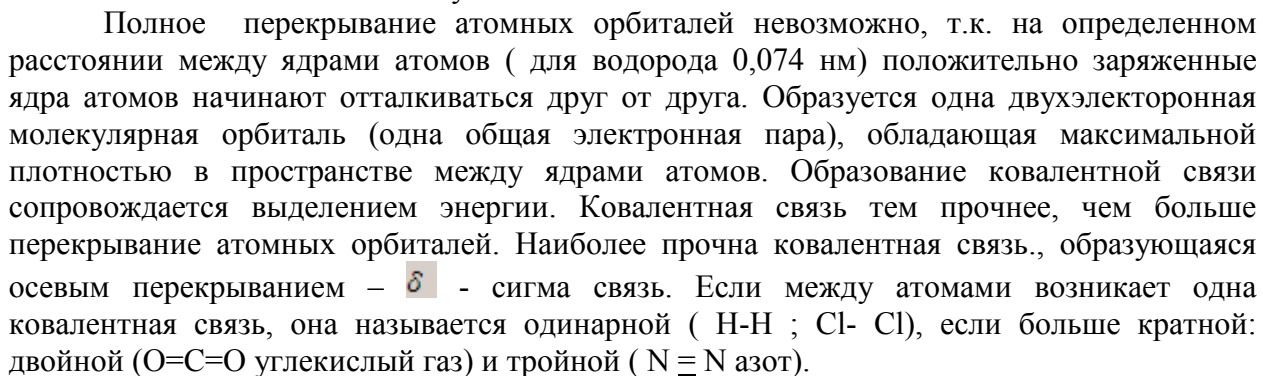 Полное перекрывание атомных орбиталей невозможно, т.к. на определенном
расстоянии между ядрами атомов ( для водорода 0,074 нм) положительно заряженные
ядра атомов начинают отталкиваться друг от друга. Образуется одна двухэлекторонная
молекулярная орбиталь (одна общая электронная пара), обладающая максимальной
плотностью в пространстве между ядрами атомов. Образование ковалентной связи
сопровождается выделением энергии. Ковалентная связь тем прочнее, чем больше
перекрывание атомных орбиталей. Наиболее прочна ковалентная связь., образующаяся
осевым перекрыванием – δ - сигма связь. Если между атомами возникает одна
ковалентная связь, она называется одинарной ( H-H ; Cl- Cl), если больше кратной:
двойной (O=C=O углекислый газ) и тройной ( N ≡ N азот).